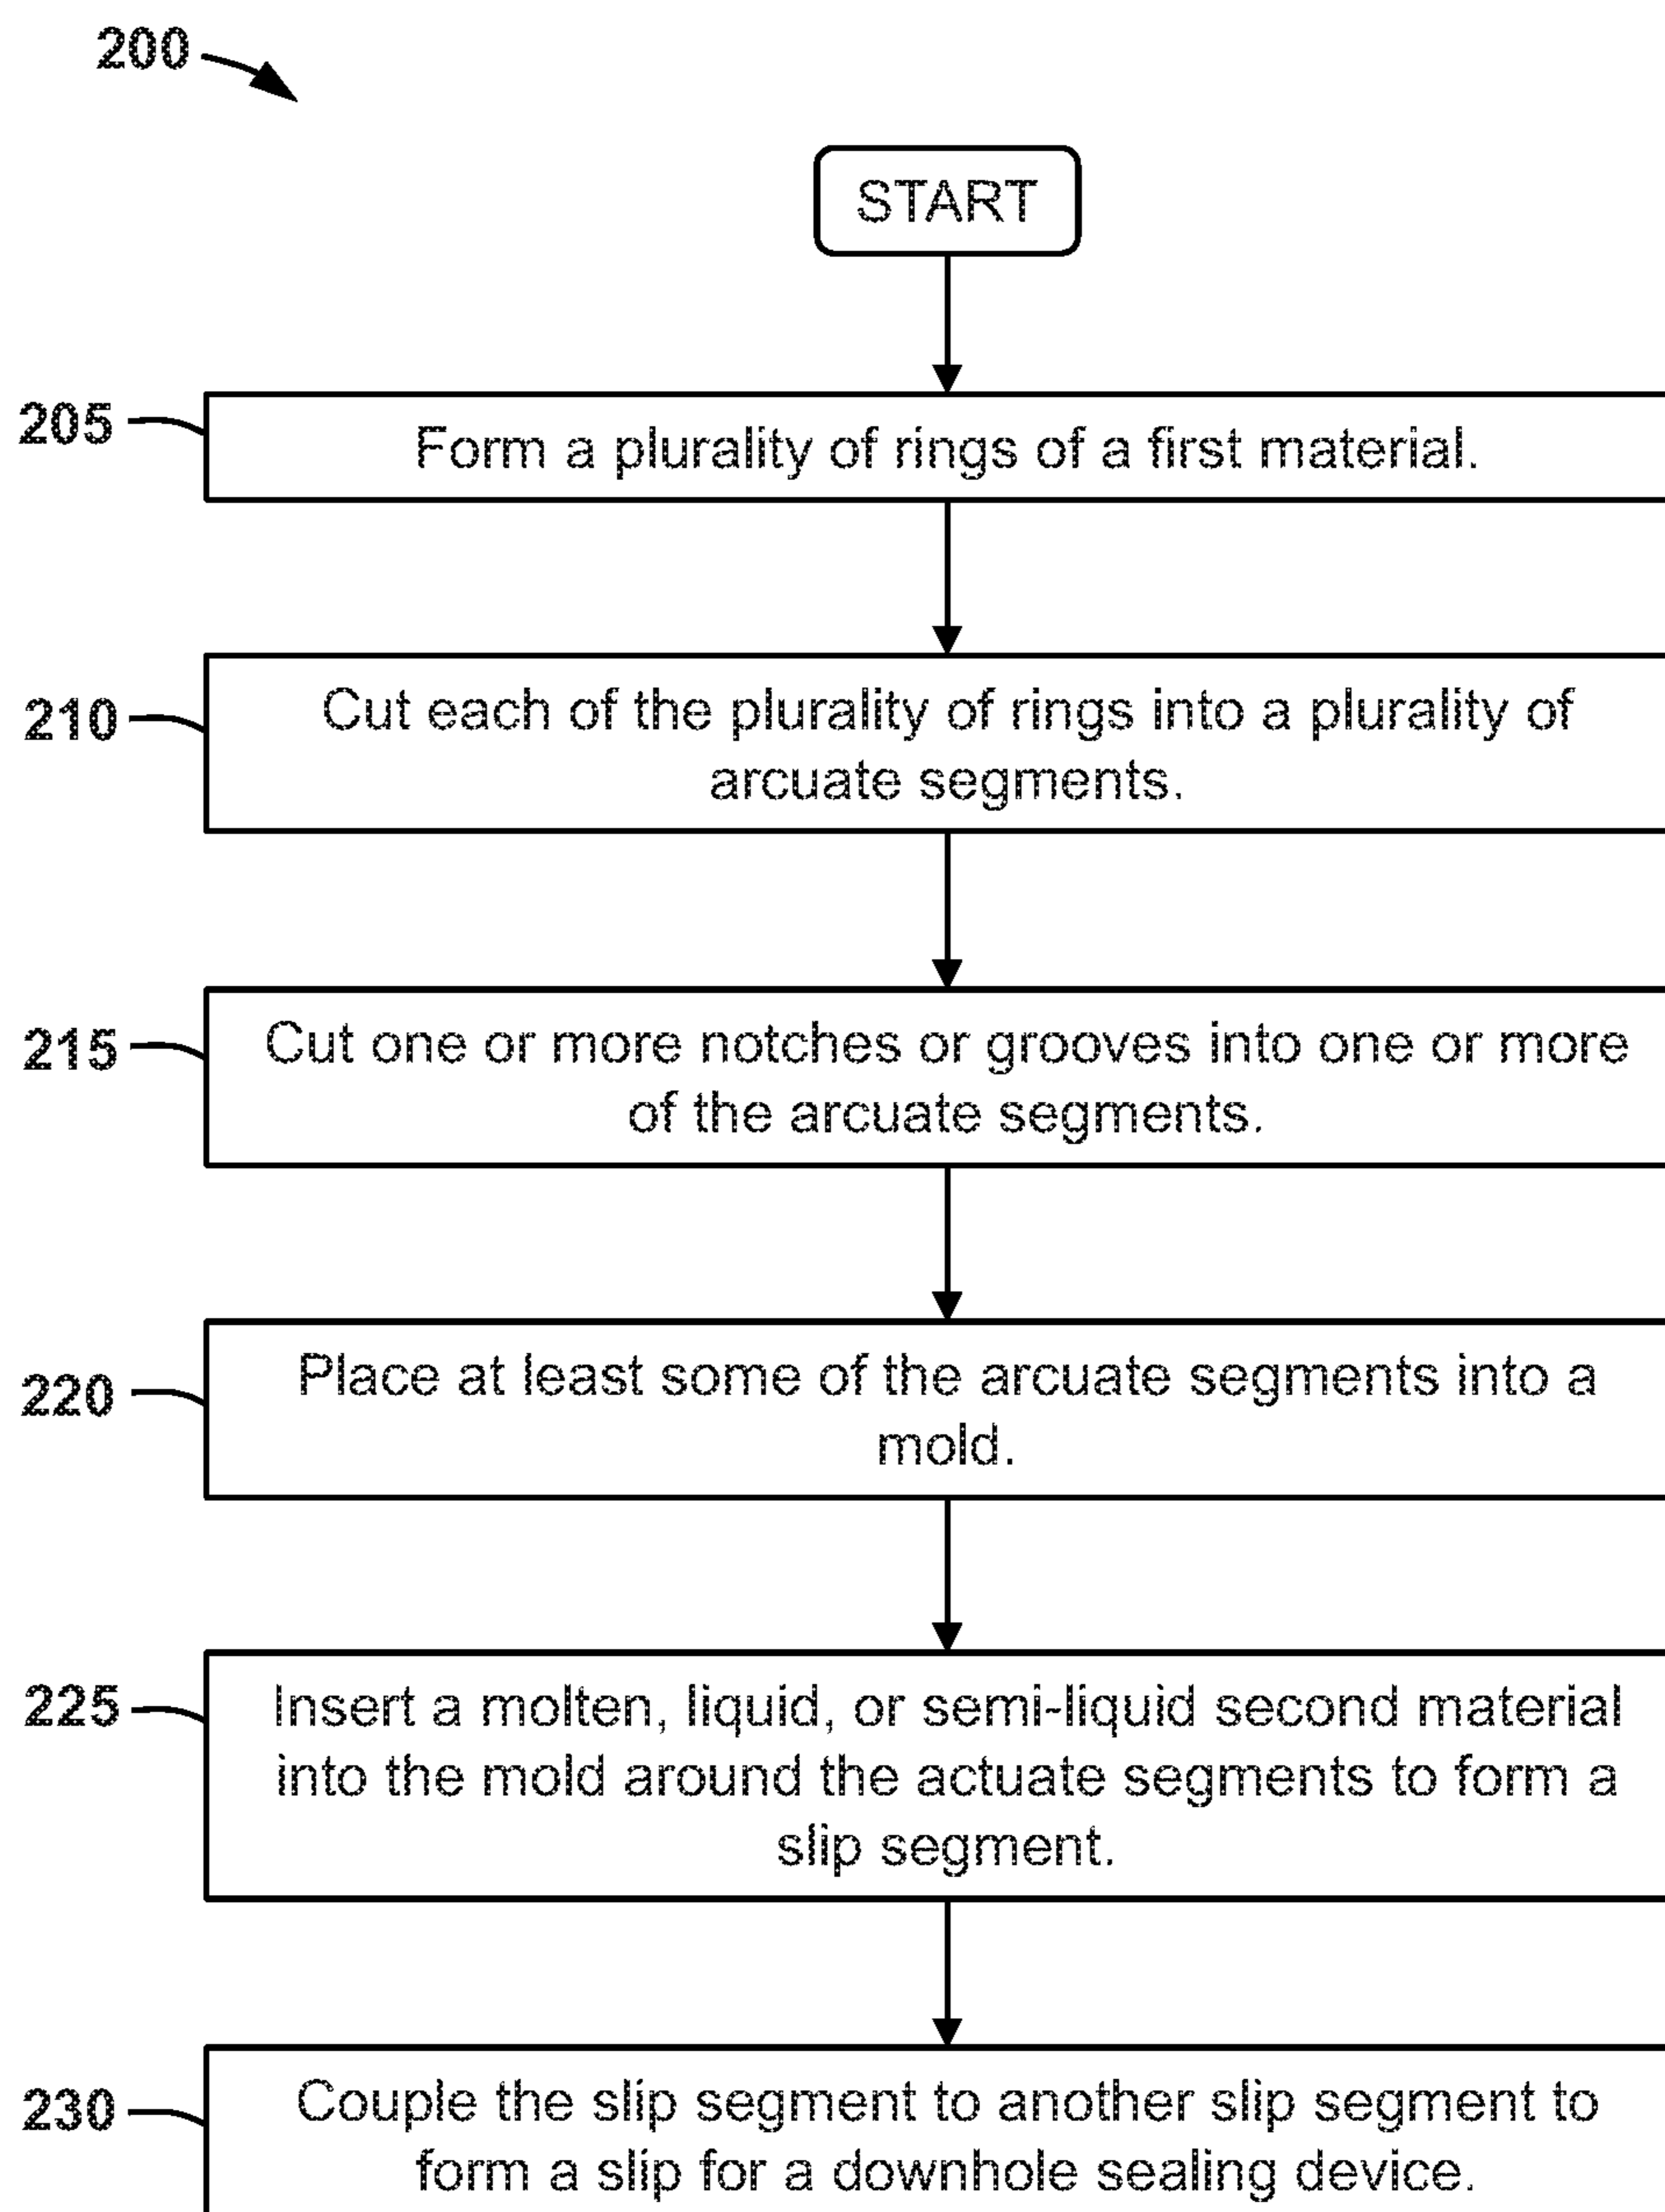 200
START
205
Form a plurality of rings of a first material.
210
Cut each of the plurality of rings into a plurality of
arcuate segments.
215
Cut one or more notches or grooves into one or more
of the arcuate segments.
220
Place at least some of the arcuate segments into a
mold.
225
Insert a molten, liquid, or semi-liquid second material
into the mold around the actuate segments to form a
slip segment.
230
Couple the slip segment to another slip segment to
form a slip for a downhole sealing device.